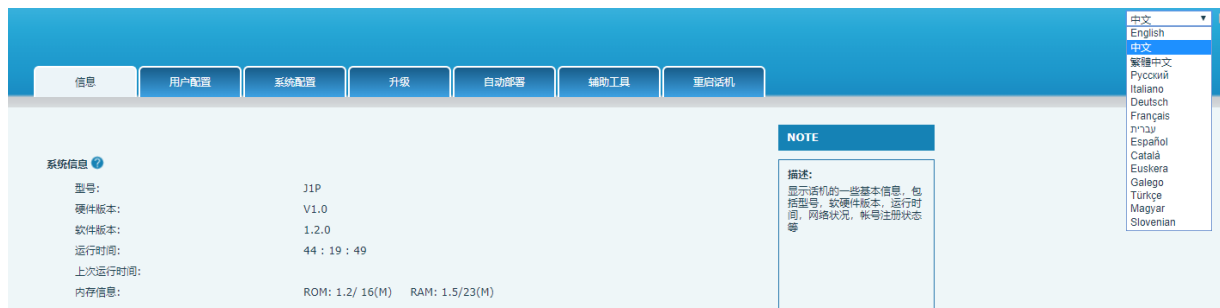 中文
English
中文
繁體中文
Русский
Italiano
Deutsch
Français
עברית
Español
Català
Euskera
Galego
Türkçe
Magyar
Slovenian
信息 用户配置 系统配置 升级 自动部署 辅助工具 重启话机
NOTE
系统信息
型号: J1P
硬件版本: V1.0
软件版本: 1.2.0
运行时间: 44 : 19 : 49
上次运行时间:
内存信息: ROM: 1.2/ 16(M) RAM: 1.5/23(M)
描述:
显示话机的一些基本信息，包
括型号，软硬件版本，运行时
间，网络状况，帐号注册状态
等